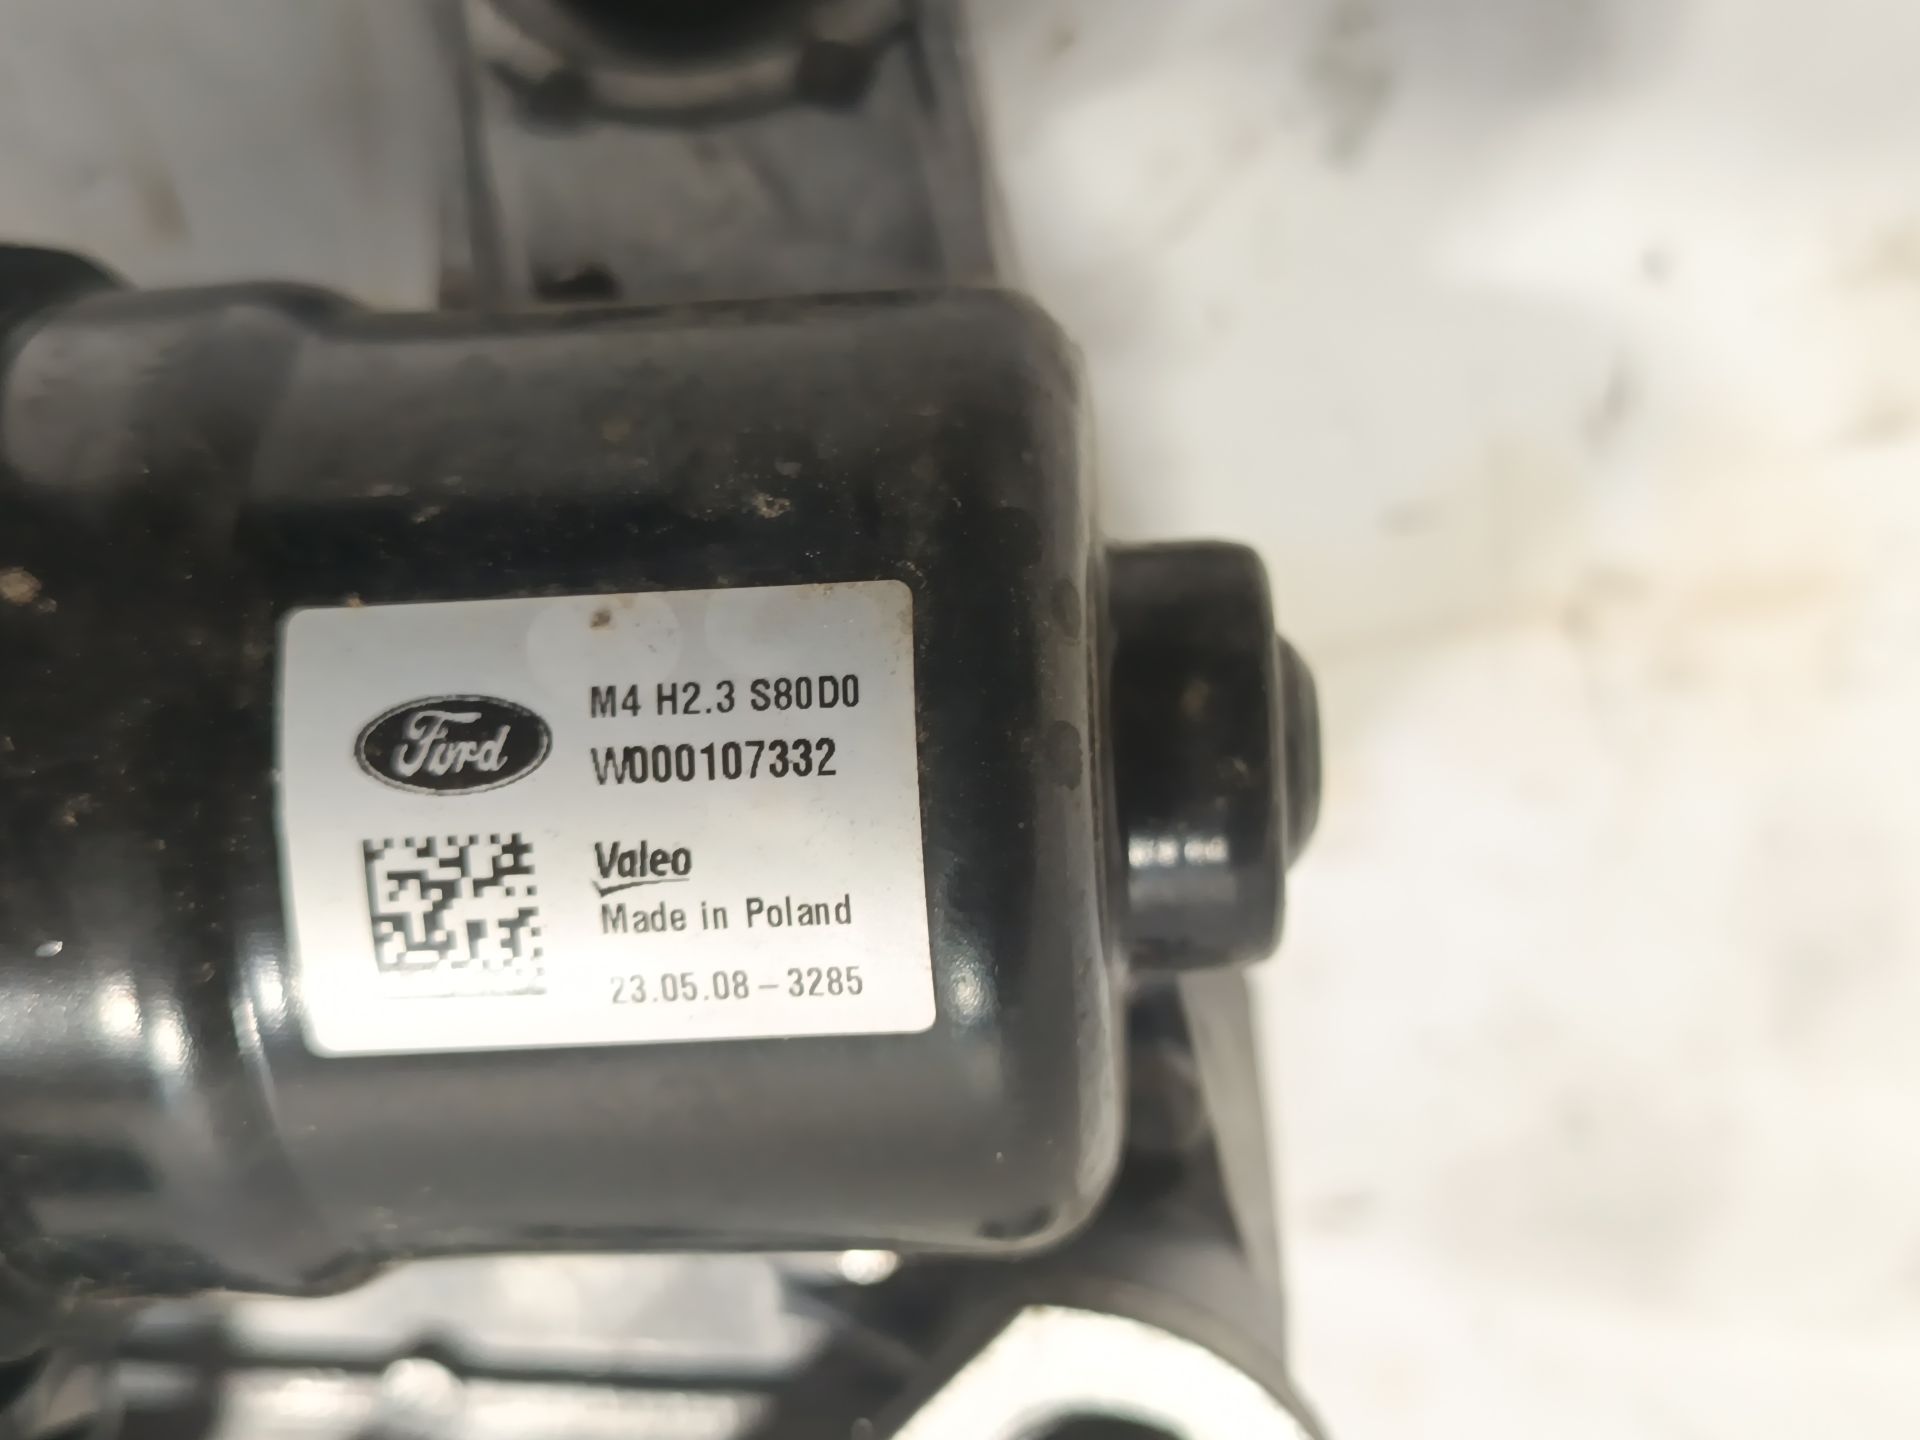 Ford
M4 H2.3 S80D0
W000107332
Valeo
Made in Poland
23.05.08-3285